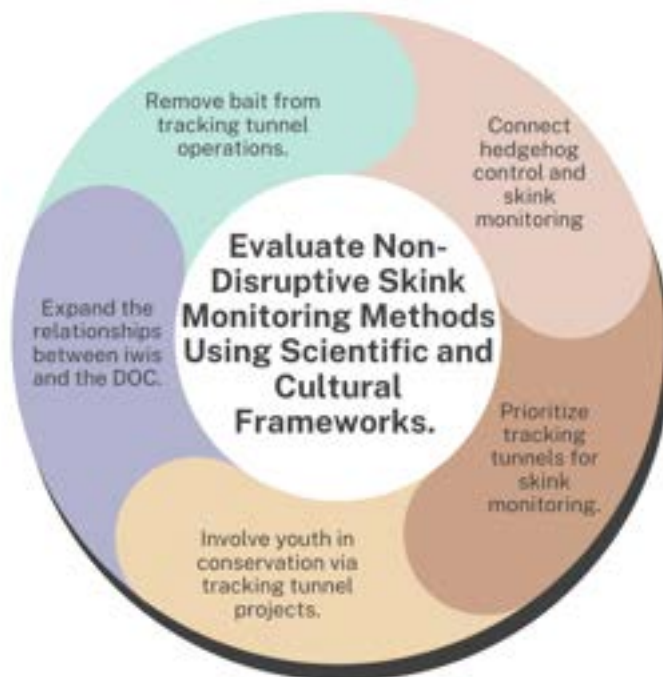 Remove bait from
tracking tunnel
operations.
Connect
hedgehog
control and
skink
monitoring
Evaluate Non-
Disruptive Skink
Monitoring Methods
Using Scientific and
Cultural
Frameworks.
Expand the
relationships
between iwis
and the DOC.
Prioritize
tracking
tunnels for
skink
monitoring.
Involve youth in
conservation via
tracking tunnel
projects.